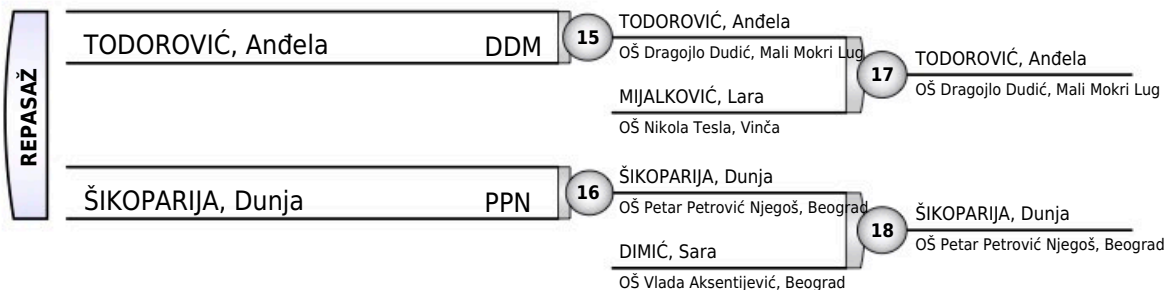 REPASAŽ
TODOROVIĆ, Anđela DDM
15
TODOROVIĆ, Anđela
OŠ Dragojlo Dudić, Mali Mokri Lug
MIJALKOVIĆ, Lara
OŠ Nikola Tesla, Vinča
17
TODOROVIĆ, Anđela
OŠ Dragojlo Dudić, Mali Mokri Lug
ŠIKOPARIJA, Dunja PPN
16
ŠIKOPARIJA, Dunja
OŠ Petar Petrović Njegoš, Beograd
DIMIĆ, Sara
OŠ Vlada Aksentijević, Beograd
18
ŠIKOPARIJA, Dunja
OŠ Petar Petrović Njegoš, Beograd